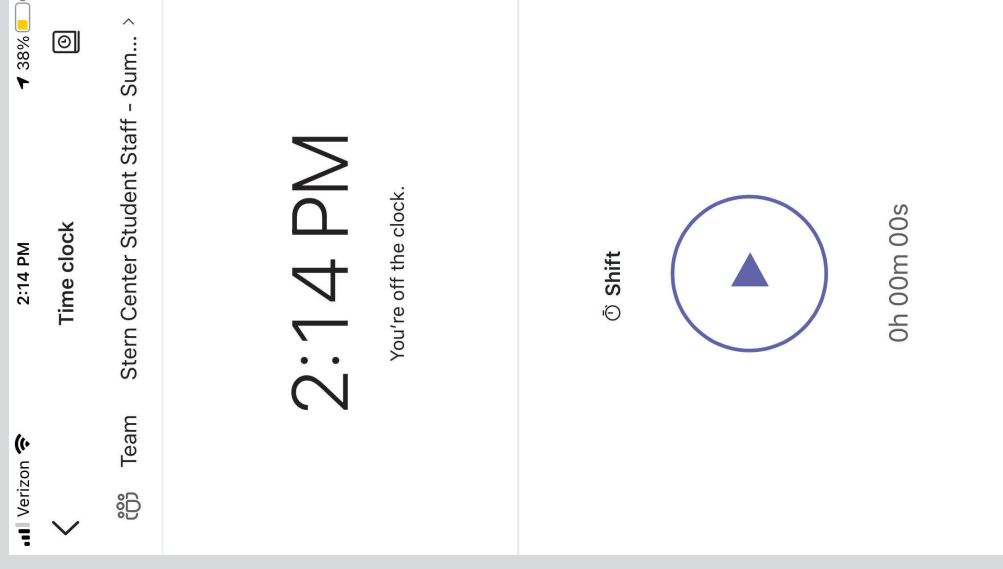 Verizon 2:14 PM 38%
Time clock
Team Stern Center Student Staff - Sum...
2:14 PM
You're off the clock.
Shift
0h 00m 00s